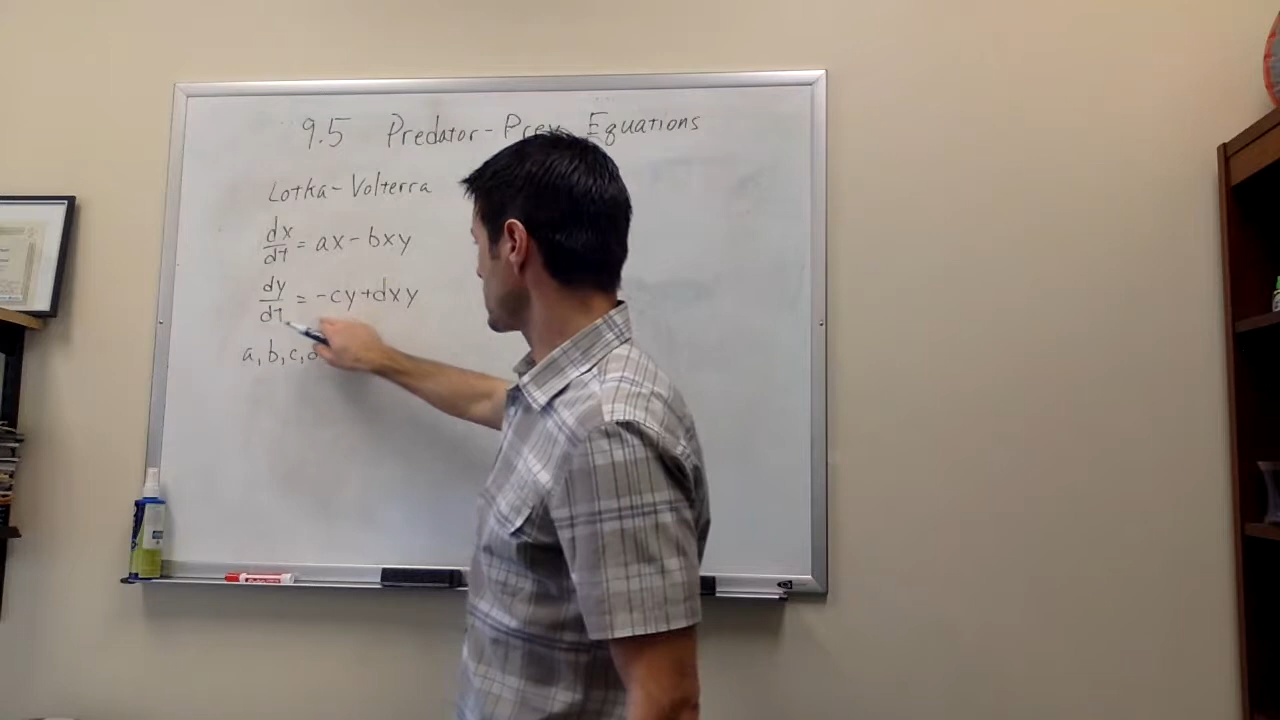 9.5 Predator-Prey Equations
Lotka-Volterra
dx/dt = ax - bxy
dy/dt = -cy + dxy
a, b, c, d